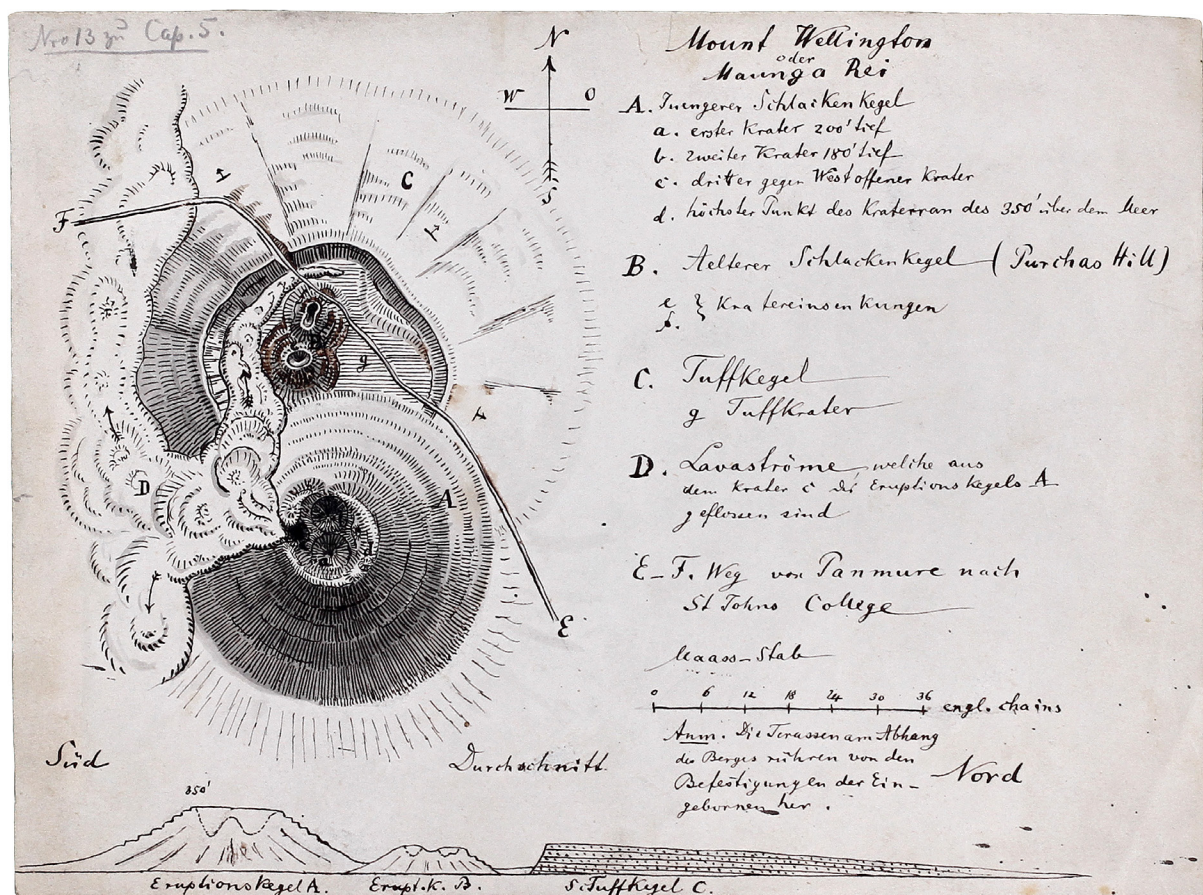 Nro 13 zu Cap. 5.
N
W O
S
Mount Wellington
oder
Maunga Rei
A. Juengerer Schlackenkegel
a. erster Krater 200' tief
b. zweiter Krater 180' tief
c. dritter gegen West offener Krater
d. höchster Punkt des Kraterran des 350' über dem Meer
B. Aelterer Schlackenkegel (Purchas Hill)
e
f. } Kratereinsenkungen
C. Tuffkegel
g Tuffkrater
D. Lavaströme, welche aus
dem Krater c des Eruptionskegels A
geflossen sind
E-F. Weg von Panmure nach
St Johns College
Maass-Stab
0 6 12 18 24 30 36 engl. chains
Anm. Die Terassen am Abhang
des Berges rühren von den
Befestigungen der Ein-
gebornen her.
F
C
B
g
D
A
E
Süd
Durchschnitt
Nord
350'
Eruptionskegel A.
Erupt. K. B.
Tuffkegel C.